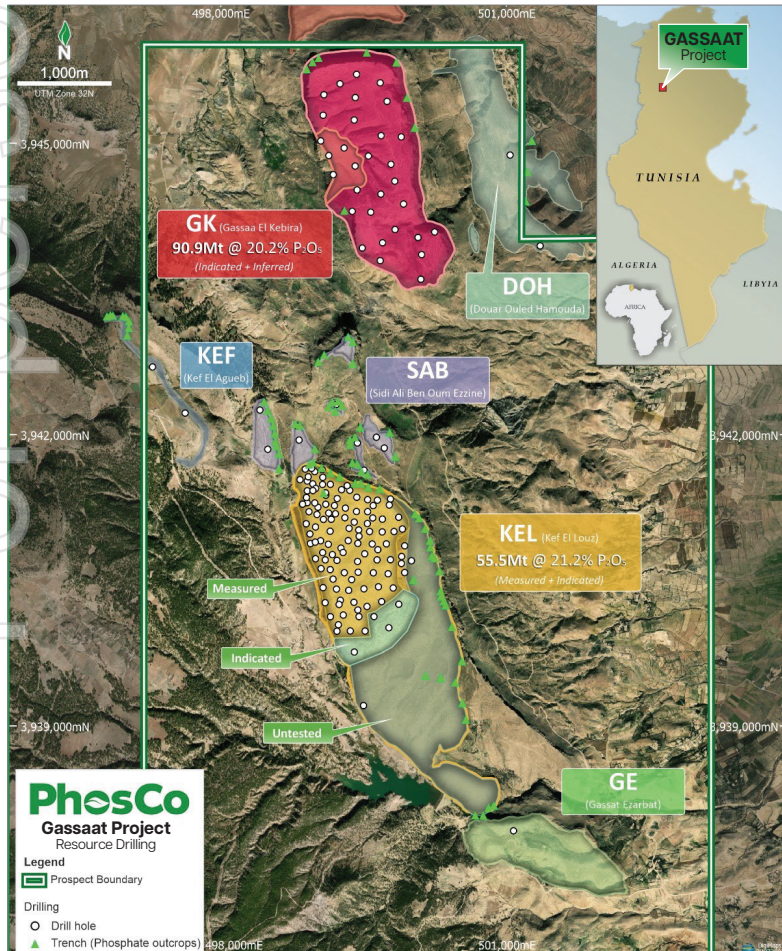 498,000mE
501,000mE
N
1,000m
UTM Zone 32N
GASSAAT
Project
3,945,000mN
TUNISIA
ALGERIA
LIBYIA
AFRICA
GK (Gassaa El Kebira)
90.9Mt @ 20.2% P₂O₅
(Indicated + Inferred)
DOH
(Douar Ouled Hamouda)
KEF
(Kef El Agueb)
SAB
(Sidi Ali Ben Oum Ezzine)
3,942,000mN
3,942,000mN
KEL (Kef El Louz)
55.5Mt @ 21.2% P₂O₅
(Measured + Indicated)
Measured
Indicated
Untested
3,939,000mN
3,939,000mN
GE
(Gassat Ezarbat)
PhosCo
Gassaat Project
Resource Drilling
Legend
Prospect Boundary
Drilling
Drill hole
Trench (Phosphate outcrops)
498,000mE
501,000mE